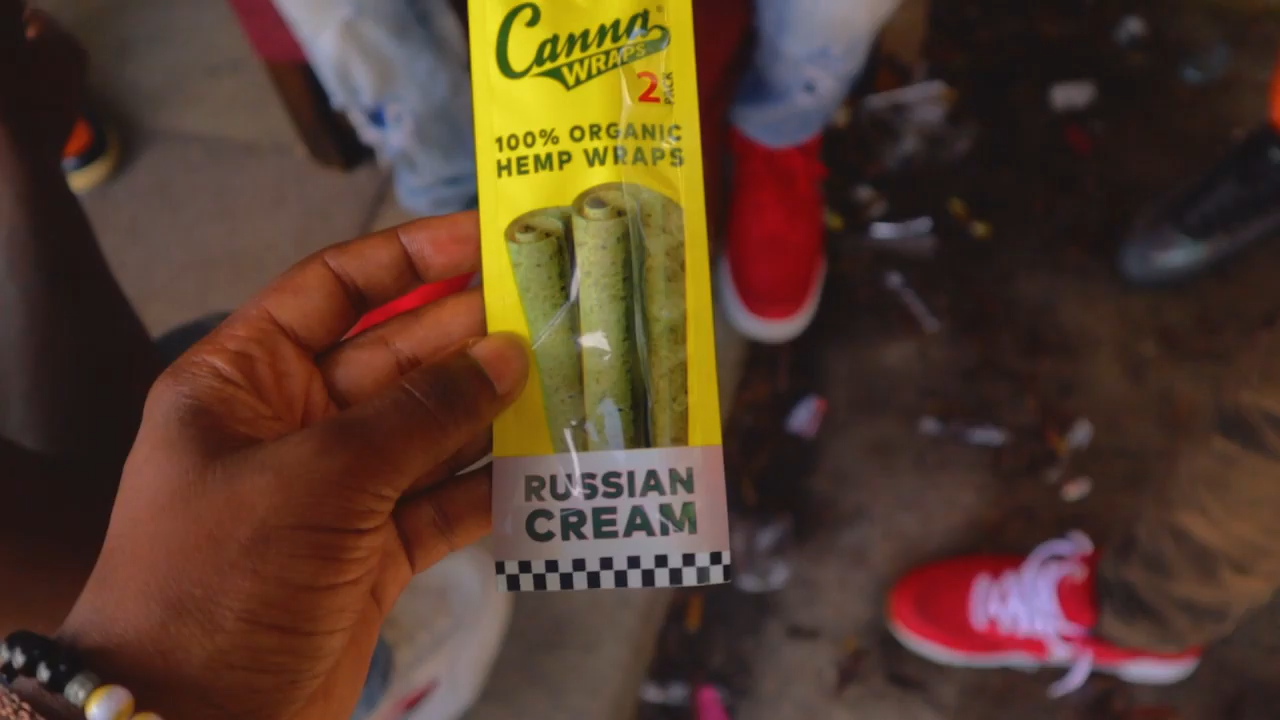 Canna®
WRAPS
2 PACK
100% ORGANIC
HEMP WRAPS
RUSSIAN
CREAM